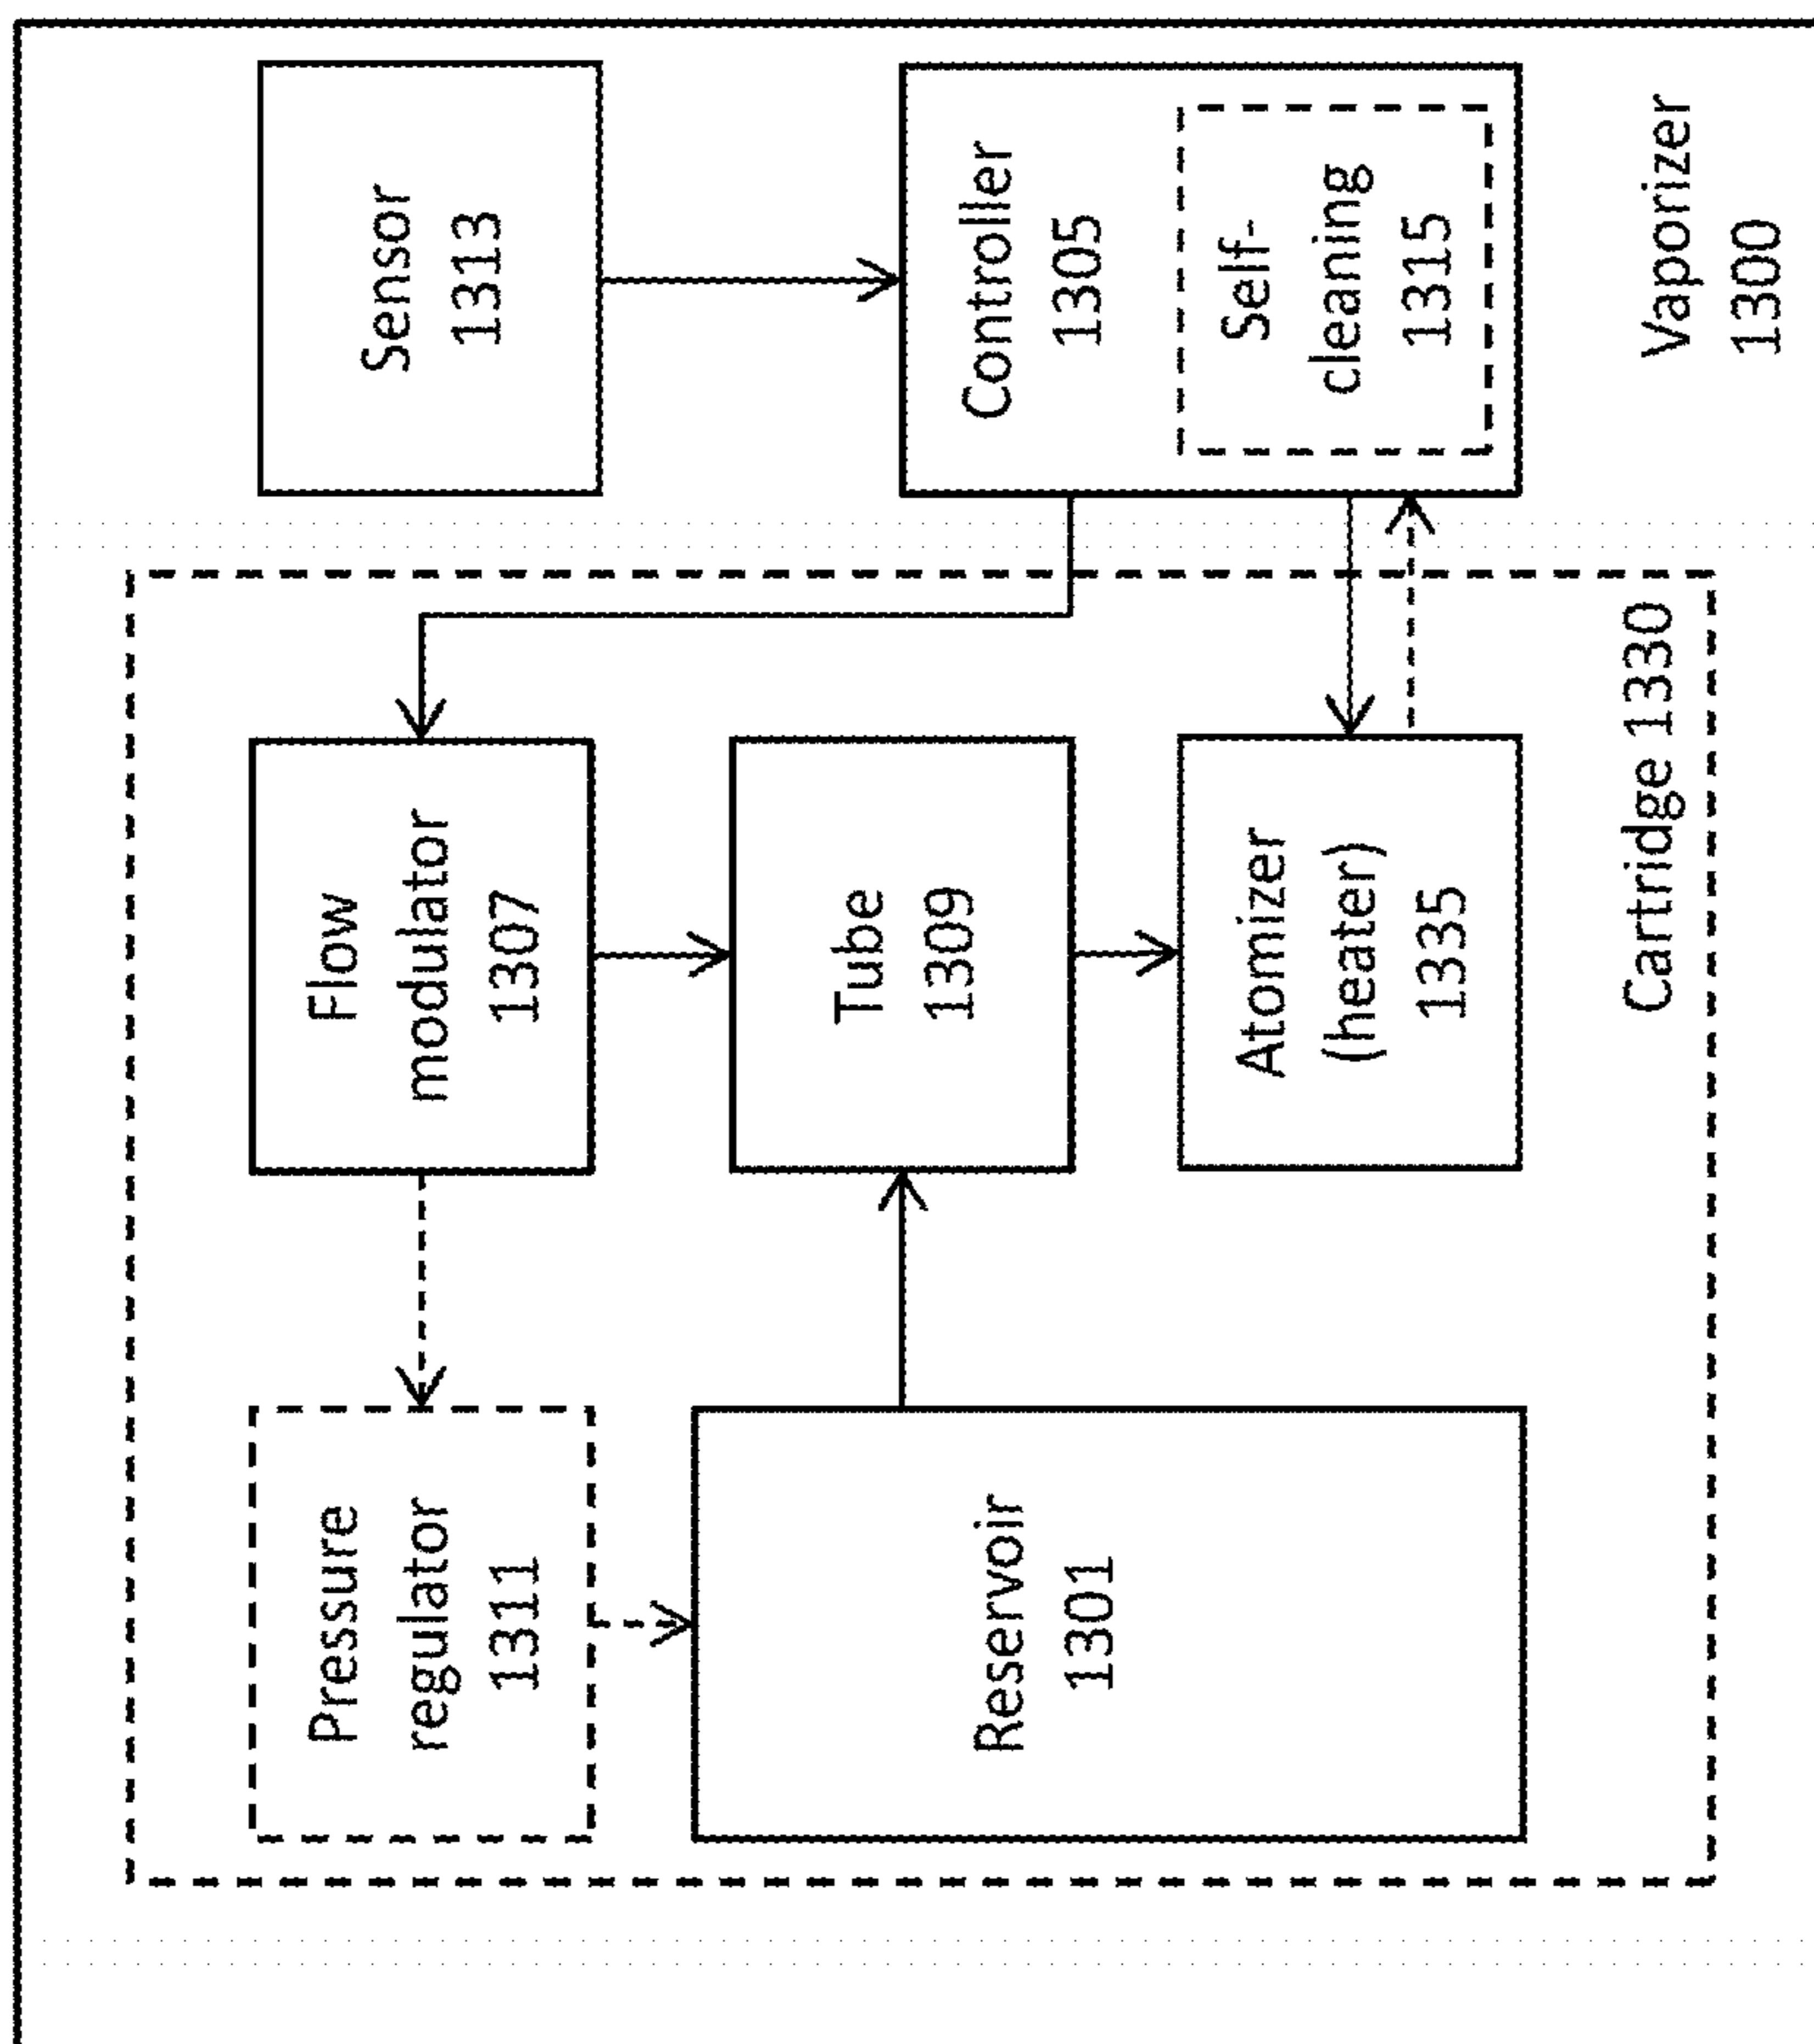 Pressure
regulator
1311
Flow
modulator
1307
Sensor
1313
Reservoir
1301
Tube
1309
Controller
1305
Self-
cleaning
1315
Atomizer
(heater)
1335
Cartridge 1330
Vaporizer
1300